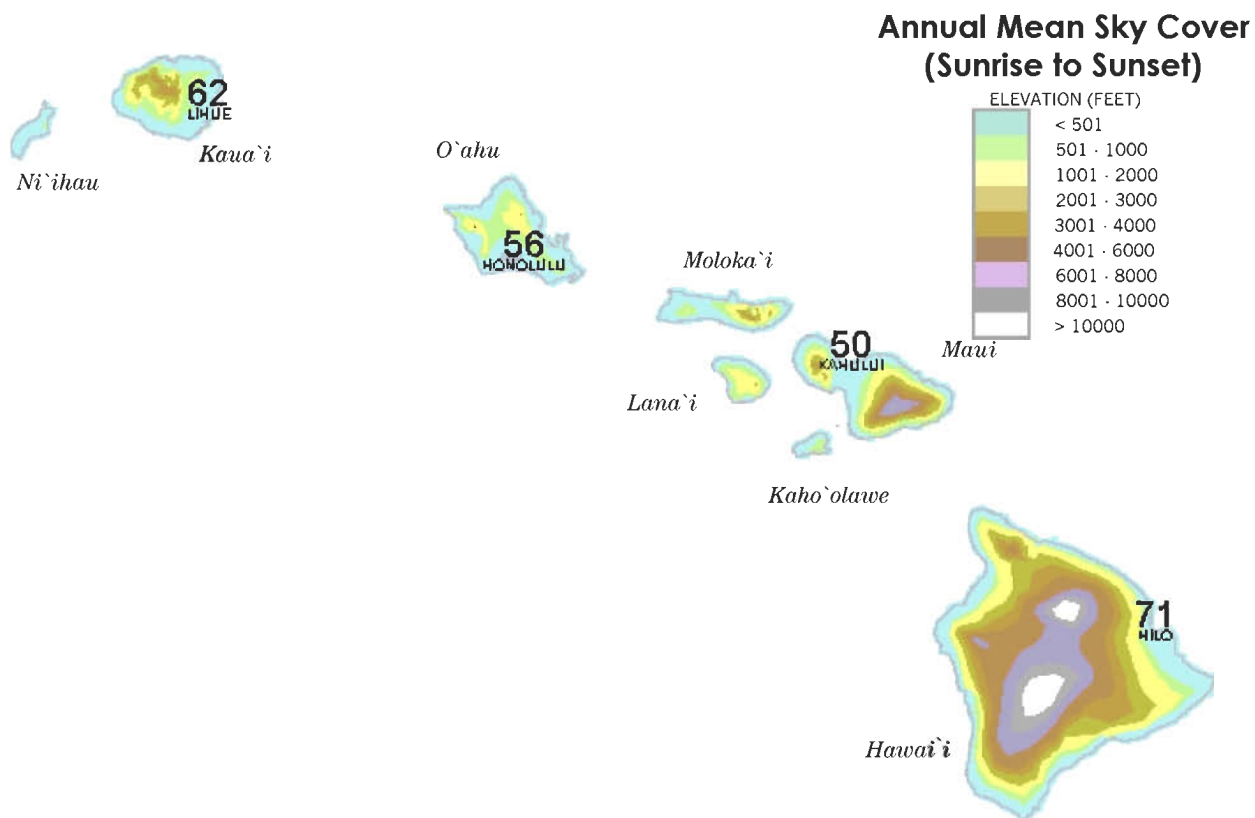 Annual Mean Sky Cover
(Sunrise to Sunset)
ELEVATION (FEET)
< 501
501 - 1000
1001 - 2000
2001 - 3000
3001 - 4000
4001 - 6000
6001 - 8000
8001 - 10000
> 10000
62
LIHUE
Kaua`i
Ni`ihau
O`ahu
56
HONOLULU
Moloka`i
50
KAHULUI
Maui
Lana`i
Kaho`olawe
71
HILO
Hawai`i